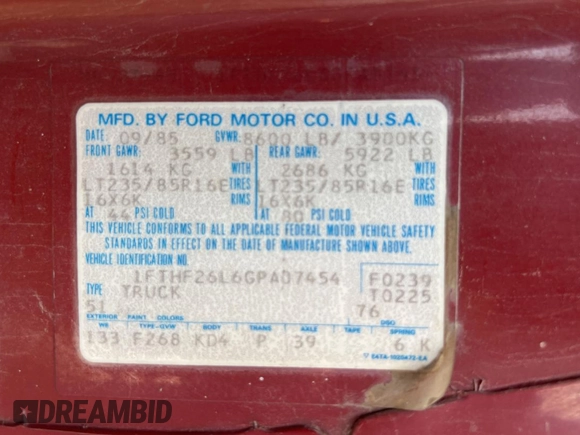 MFD. BY FORD MOTOR CO. IN U.S.A.
DATE: 09/85 GVWR: 8600 LB/ 3900KG
FRONT GAWR: 3559 LB REAR GAWR: 5922 LB
1614 KG WITH 2686 KG WITH
LT235/85R16E TIRES LT235/85R16E TIRES
16X6K RIMS 16X6K RIMS
AT 44 PSI COLD AT 80 PSI COLD
THIS VEHICLE CONFORMS TO ALL APPLICABLE FEDERAL MOTOR VEHICLE SAFETY
STANDARDS IN EFFECT ON THE DATE OF MANUFACTURE SHOWN ABOVE.
VEHICLE IDENTIFICATION NO.
1FTHF26L6GPA07454 F0239
TYPE TRUCK T0225
51 76
EXTERIOR PAINT COLORS DSO
WB TYPE-GVW BODY TRANS AXLE TAPE SPRING
133 F268 KD4 P 39 6 K
E4TA-1520472-EA
DREAMBID